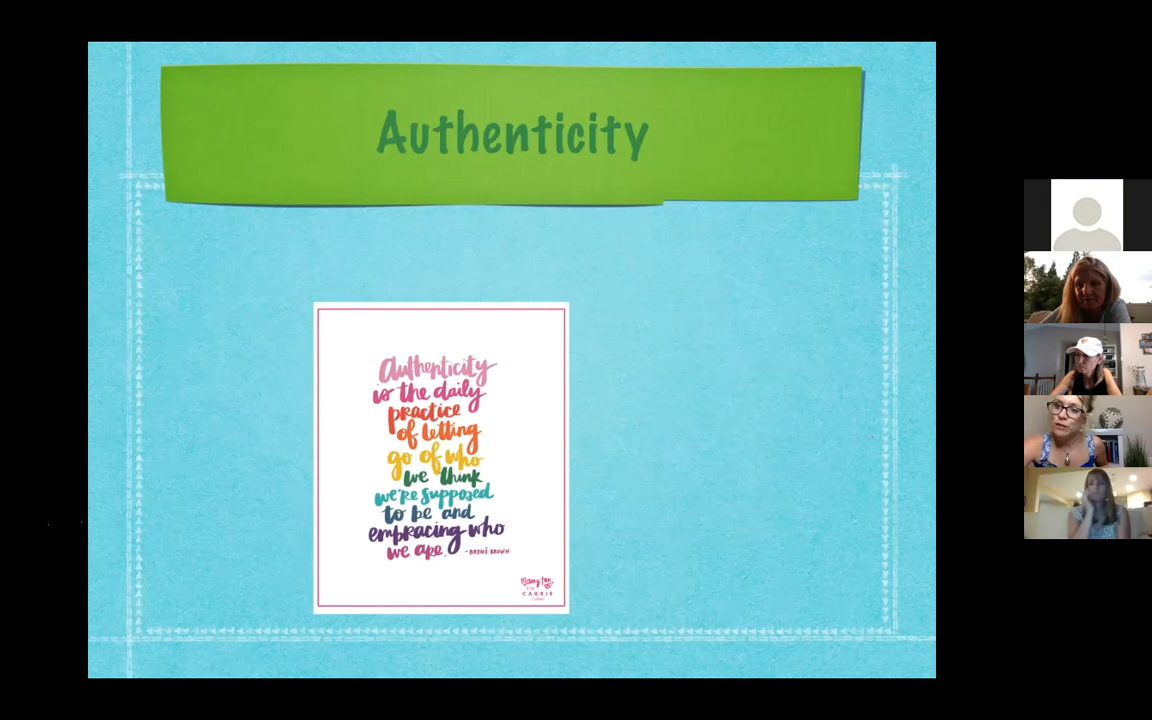 Authenticity
Authenticity
is the daily
practice
of letting
go of who
we think
we're supposed
to be and
embracing who
we are.
-BRENÉ BROWN
CARRIE